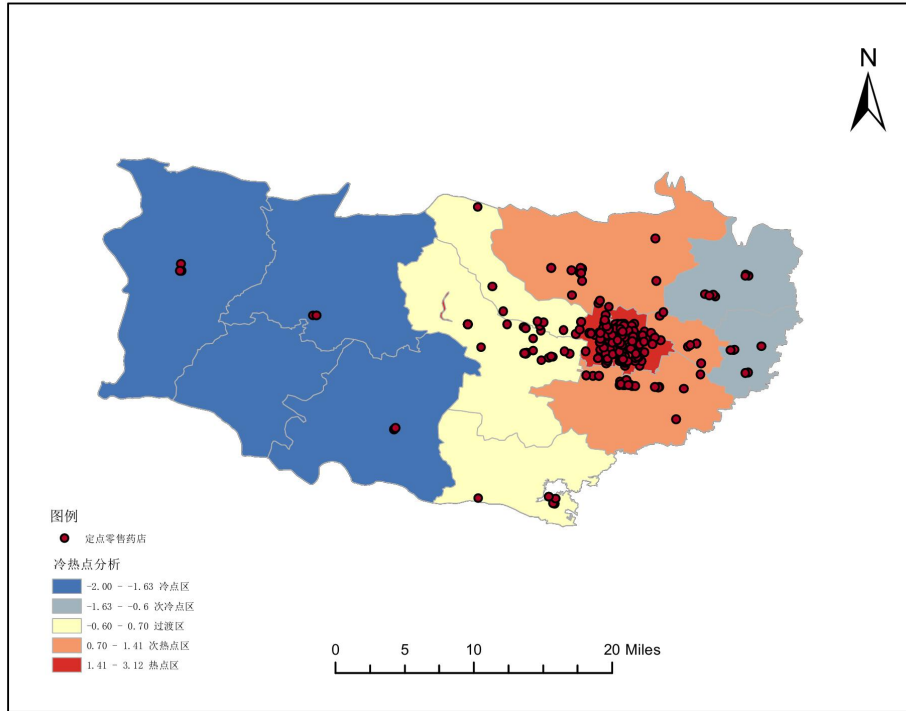 N
图例
定点零售药店
冷热点分析
-2.00 - -1.63 冷点区
-1.63 - -0.6 次冷点区
-0.60 - 0.70 过渡区
0.70 - 1.41 次热点区
1.41 - 3.12 热点区
0 5 10 20 Miles